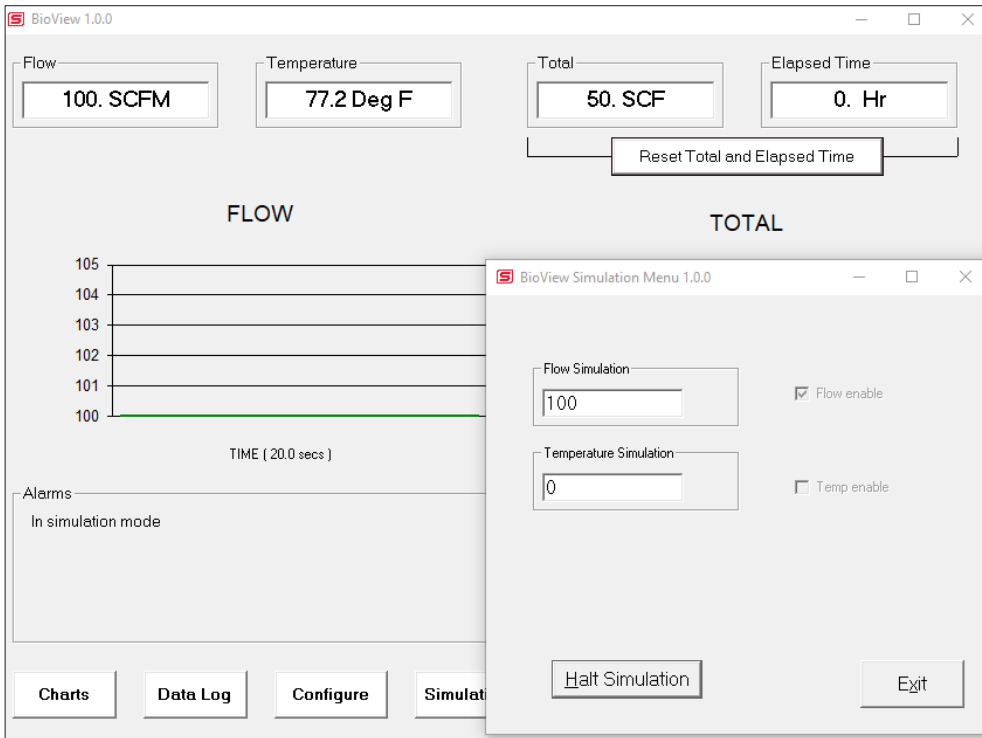 BioView 1.0.0
Flow
Temperature
Total
Elapsed Time
100. SCFM
77.2 Deg F
50. SCF
0. Hr
Reset Total and Elapsed Time
FLOW
TOTAL
105
104
103
102
101
100
TIME ( 20.0 secs )
Alarms
In simulation mode
Charts
Data Log
Configure
Simulati
BioView Simulation Menu 1.0.0
Flow Simulation
100
Flow enable
Temperature Simulation
0
Temp enable
Halt Simulation
Exit